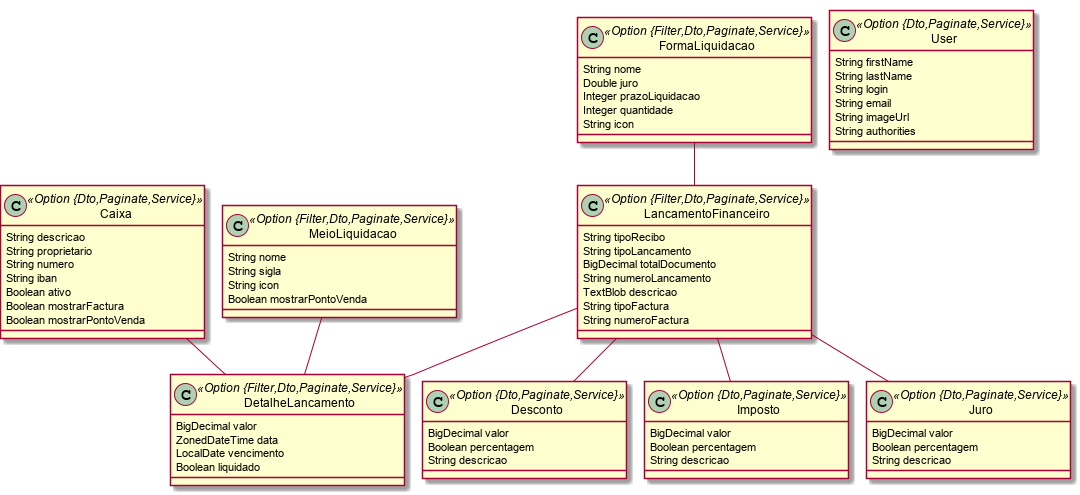 C «Option {Filter,Dto,Paginate,Service}»
FormaLiquidacao
String nome
Double juro
Integer prazoLiquidacao
Integer quantidade
String icon
C «Option {Dto,Paginate,Service}»
User
String firstName
String lastName
String login
String email
String imageUrl
String authorities
C «Option {Dto,Paginate,Service}»
Caixa
String descricao
String proprietario
String numero
String iban
Boolean ativo
Boolean mostrarFactura
Boolean mostrarPontoVenda
C «Option {Filter,Dto,Paginate,Service}»
MeioLiquidacao
String nome
String sigla
String icon
Boolean mostrarPontoVenda
C «Option {Filter,Dto,Paginate,Service}»
LancamentoFinanceiro
String tipoRecibo
String tipoLancamento
BigDecimal totalDocumento
String numeroLancamento
TextBlob descricao
String tipoFactura
String numeroFactura
C «Option {Filter,Dto,Paginate,Service}»
DetalheLancamento
BigDecimal valor
ZonedDateTime data
LocalDate vencimento
Boolean liquidado
C «Option {Dto,Paginate,Service}»
Desconto
BigDecimal valor
Boolean percentagem
String descricao
C «Option {Dto,Paginate,Service}»
Imposto
BigDecimal valor
Boolean percentagem
String descricao
C «Option {Dto,Paginate,Service}»
Juro
BigDecimal valor
Boolean percentagem
String descricao